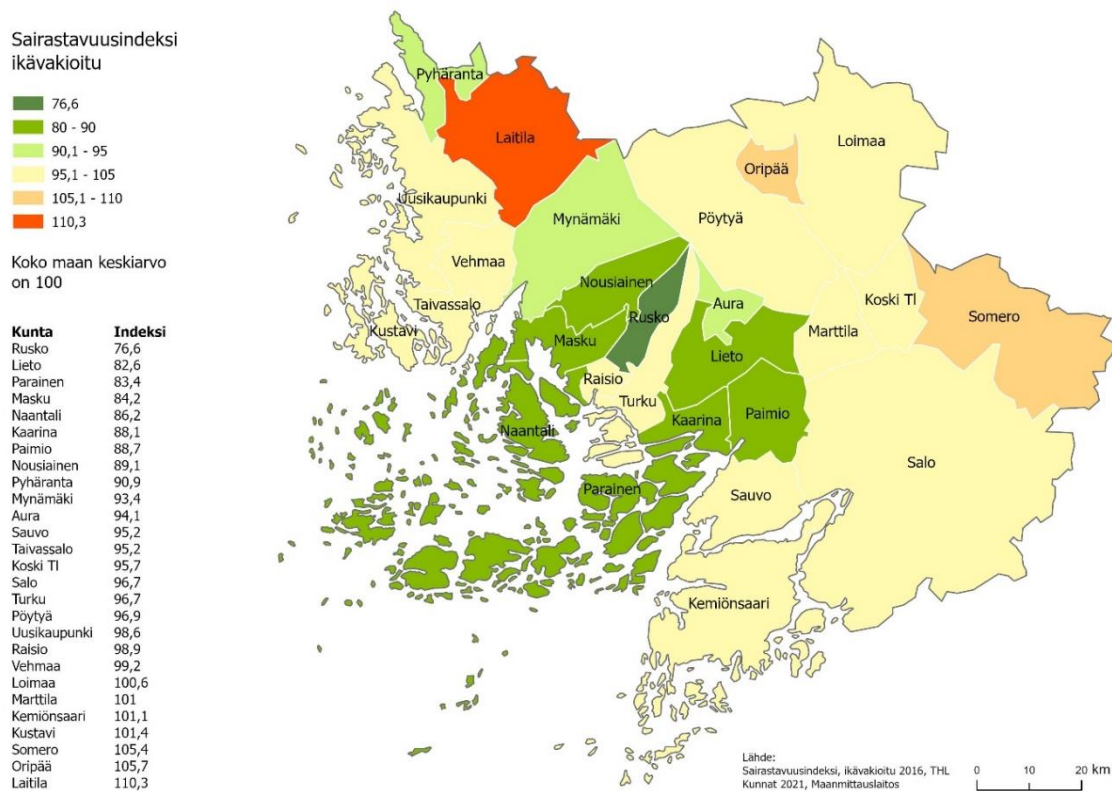 Sairastavuusindeksi
ikävakioitu
76,6
80 - 90
90,1 - 95
95,1 - 105
105,1 - 110
110,3
Koko maan keskiarvo
on 100
Kunta Indeksi
Rusko 76,6
Lieto 82,6
Parainen 83,4
Masku 84,2
Naantali 86,2
Kaarina 88,1
Paimio 88,7
Nousiainen 89,1
Pyhäranta 90,9
Mynämäki 93,4
Aura 94,1
Sauvo 95,2
Taivassalo 95,2
Koski Tl 95,7
Salo 96,7
Turku 96,7
Pöytyä 96,9
Uusikaupunki 98,6
Raisio 98,9
Vehmaa 99,2
Loimaa 100,6
Marttila 101
Kemiönsaari 101,1
Kustavi 101,4
Somero 105,4
Oripää 105,7
Laitila 110,3
Pyhäranta
Laitila
Loimaa
Oripää
Uusikaupunki
Mynämäki
Pöytyä
Vehmaa
Nousiainen
Taivassalo
Aura
Koski Tl
Kustavi
Rusko
Marttila
Somero
Masku
Lieto
Raisio
Turku
Kaarina
Paimio
Naantali
Salo
Parainen
Sauvo
Kemiönsaari
Lähde:
Sairastavuusindeksi, ikävakioitu 2016, THL
Kunnat 2021, Maanmittauslaitos
0 10 20 km